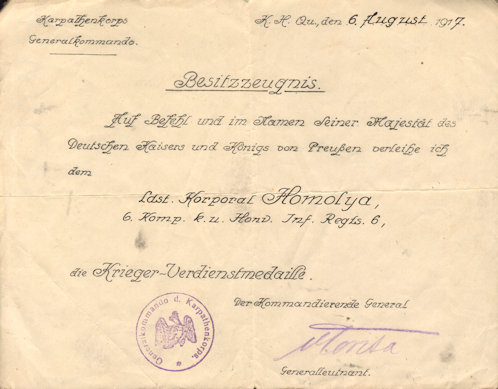 Karpathenkorps
Generalkommando.
K. H. Qu., den 6. August 1917.
Besitzzeugnis.
Auf Befehl und im Namen Seiner Majestät des
Deutschen Kaisers und Königs von Preußen verleihe ich
dem
Ldst. Korporal Homolya,
6. Komp. k. u. Honv. Inf. Regts. 6,
die Krieger-Verdienstmedaille.
Generalkommando d. Karpathenkorps.
Der Kommandierende General
Generalleutnant.